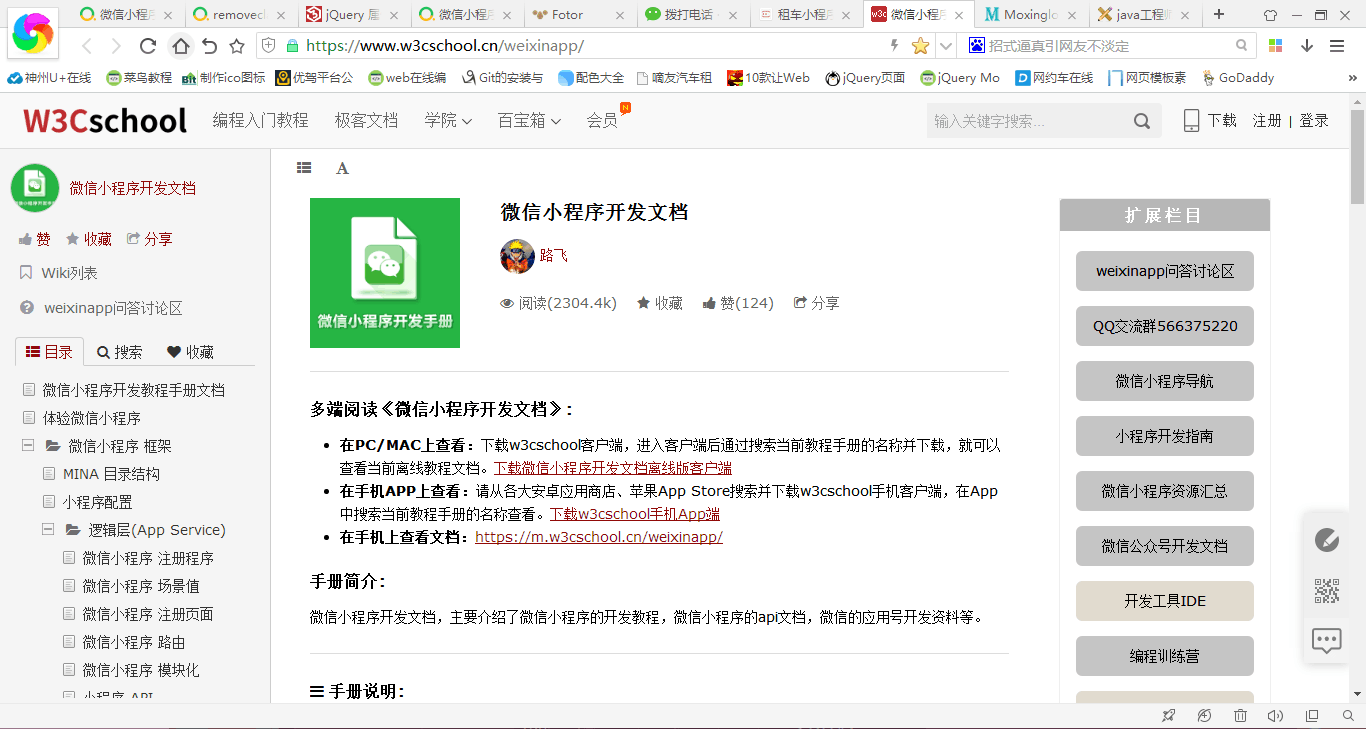 微信小程序
removecl
jQuery 属
微信小程序
Fotor
拨打电话
租车小程序
微信小程序
Moxinglo
java工程师
https://www.w3cschool.cn/weixinapp/
招式逼真引网友不淡定
神州U+在线
菜鸟教程
制作ico图标
优驾平台公
web在线编
Git的安装与
配色大全
嘀友汽车租
10款让Web
jQuery页面
jQuery Mo
网约车在线
网页模板素
GoDaddy
W3Cschool
编程入门教程
极客文档
学院
百宝箱
会员
N
输入关键字搜索...
下载
注册 | 登录
微信小程序开发文档
赞
收藏
分享
Wiki列表
weixinapp问答讨论区
目录
搜索
收藏
微信小程序开发教程手册文档
体验微信小程序
微信小程序 框架
MINA 目录结构
小程序配置
逻辑层(App Service)
微信小程序 注册程序
微信小程序 场景值
微信小程序 注册页面
微信小程序 路由
微信小程序 模块化
小程序 API
A
微信小程序开发手册
微信小程序开发文档
路飞
阅读(2304.4k)
收藏
赞(124)
分享
多端阅读《微信小程序开发文档》:
在PC/MAC上查看：下载w3cschool客户端，进入客户端后通过搜索当前教程手册的名称并下载，就可以
查看当前离线教程文档。下载微信小程序开发文档离线版客户端
在手机APP上查看：请从各大安卓应用商店、苹果App Store搜索并下载w3cschool手机客户端，在App
中搜索当前教程手册的名称查看。下载w3cschool手机App端
在手机上查看文档：https://m.w3cschool.cn/weixinapp/
手册简介:
微信小程序开发文档，主要介绍了微信小程序的开发教程，微信小程序的api文档，微信的应用号开发资料等。
手册说明:
扩展栏目
weixinapp问答讨论区
QQ交流群566375220
微信小程序导航
小程序开发指南
微信小程序资源汇总
微信公众号开发文档
开发工具IDE
编程训练营